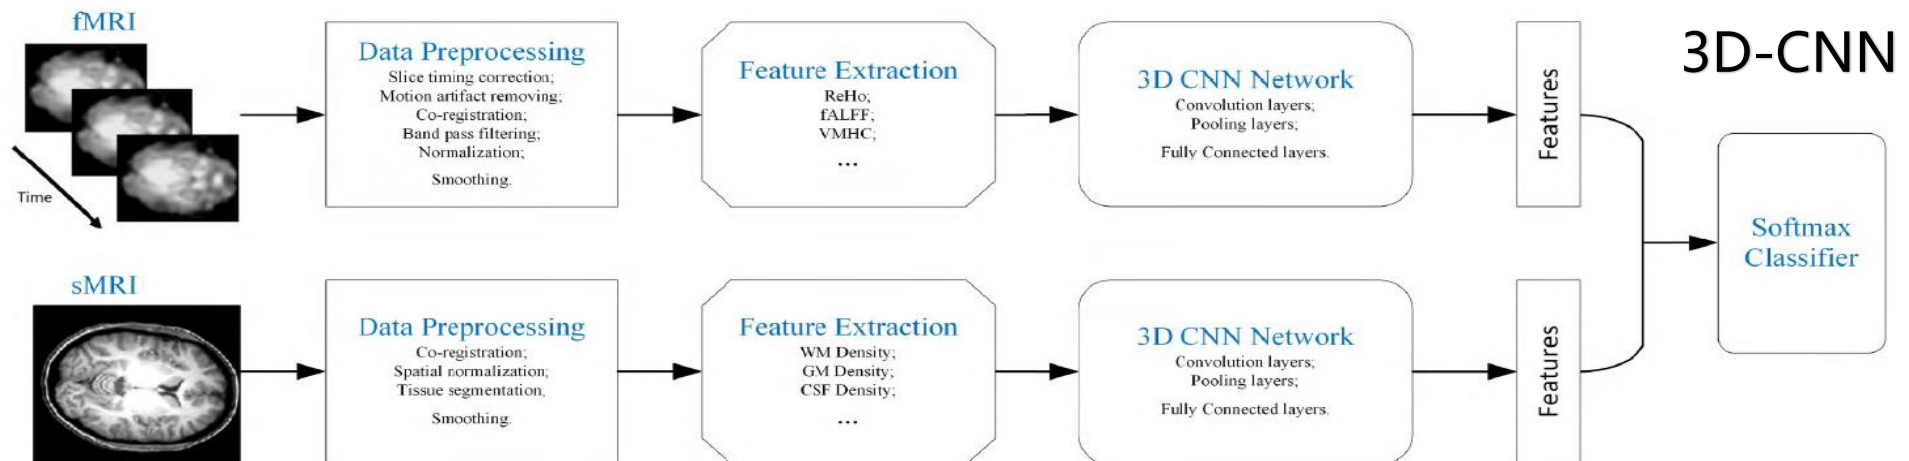 fMRI
Time
Data Preprocessing
Slice timing correction;
Motion artifact removing;
Co-registration;
Band pass filtering;
Normalization;
Smoothing.
Feature Extraction
ReHo;
fALFF;
VMHC;
...
3D CNN Network
Convolution layers;
Pooling layers;
Fully Connected layers.
Features
3D-CNN
sMRI
Data Preprocessing
Co-registration;
Spatial normalization;
Tissue segmentation,
Smoothing.
Feature Extraction
WM Density;
GM Density;
CSF Density;
...
3D CNN Network
Convolution layers;
Pooling layers;
Fully Connected layers.
Features
Softmax
Classifier